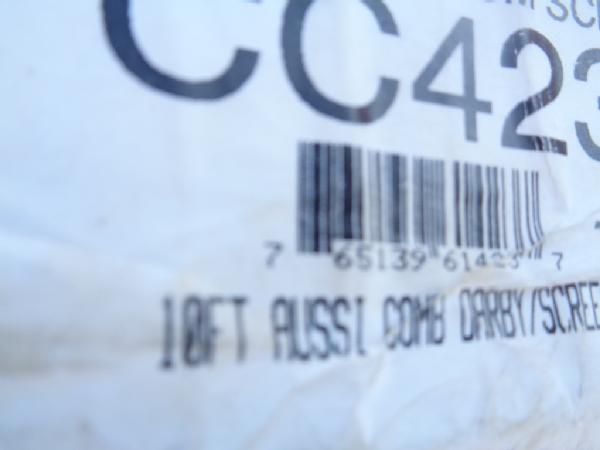 CC423
7 65139 61423 7
10FT AUSSI COMB DARBY/SCREE